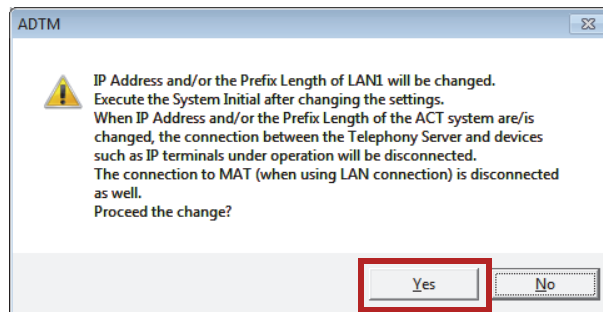 ADTM
IP Address and/or the Prefix Length of LAN1 will be changed.
Execute the System Initial after changing the settings.
When IP Address and/or the Prefix Length of the ACT system are/is
changed, the connection between the Telephony Server and devices
such as IP terminals under operation will be disconnected.
The connection to MAT (when using LAN connection) is disconnected
as well.
Proceed the change?
Yes
No